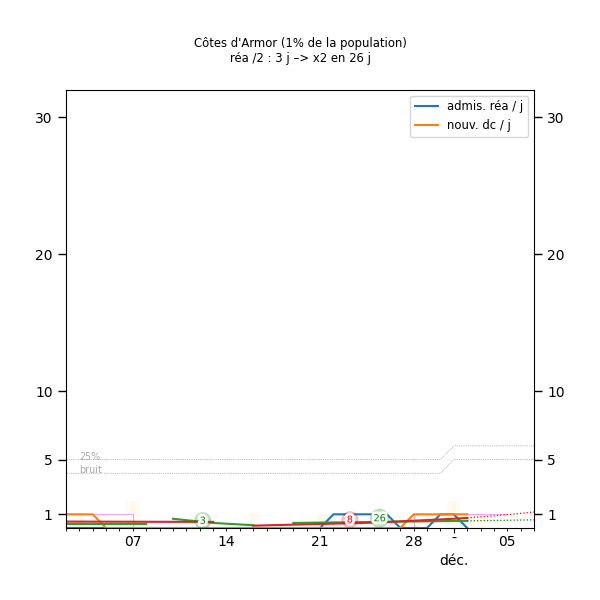 Côtes d'Armor (1% de la population)
réa /2 : 3 j –> x2 en 26 j
admis. réa / j
nouv. dc / j
30 30
20 20
10 10
25%
5 5
bruit
3 8 26
1 1
07 14 21 28 - 05
déc.